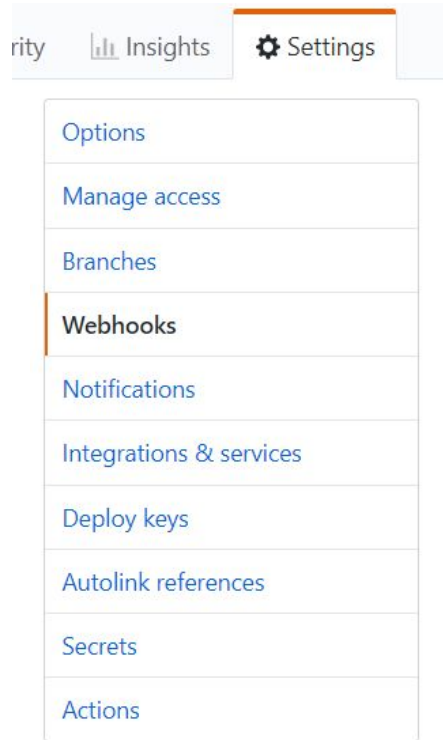 rity Insights Settings
Options
Manage access
Branches
Webhooks
Notifications
Integrations & services
Deploy keys
Autolink references
Secrets
Actions